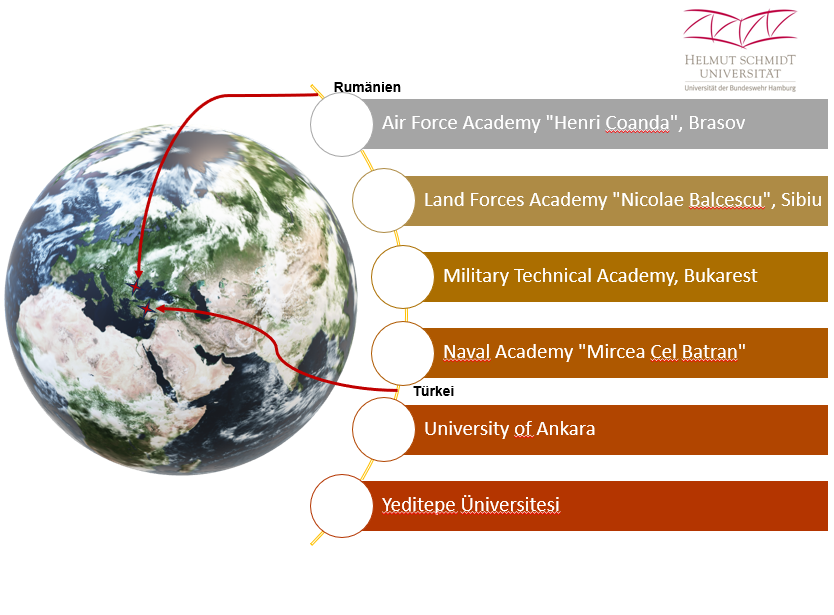 HELMUT SCHMIDT
UNIVERSITÄT
Universität der Bundeswehr Hamburg
Rumänien
Air Force Academy "Henri Coanda", Brasov
Land Forces Academy "Nicolae Balcescu", Sibiu
Military Technical Academy, Bukarest
Naval Academy "Mircea Cel Batran"
Türkei
University of Ankara
Yeditepe Üniversitesi